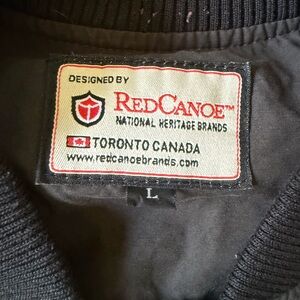 DESIGNED BY
REDCANOE™
NATIONAL HERITAGE BRANDS
TORONTO CANADA
www.redcanoebrands.com
L